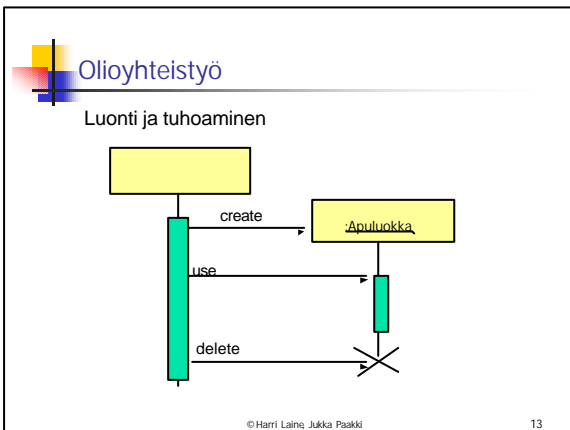 Olioyhteistyö
Luonti ja tuhoaminen
create
:Apuluokka
use
delete
©Harri Laine, Jukka Paakki
13